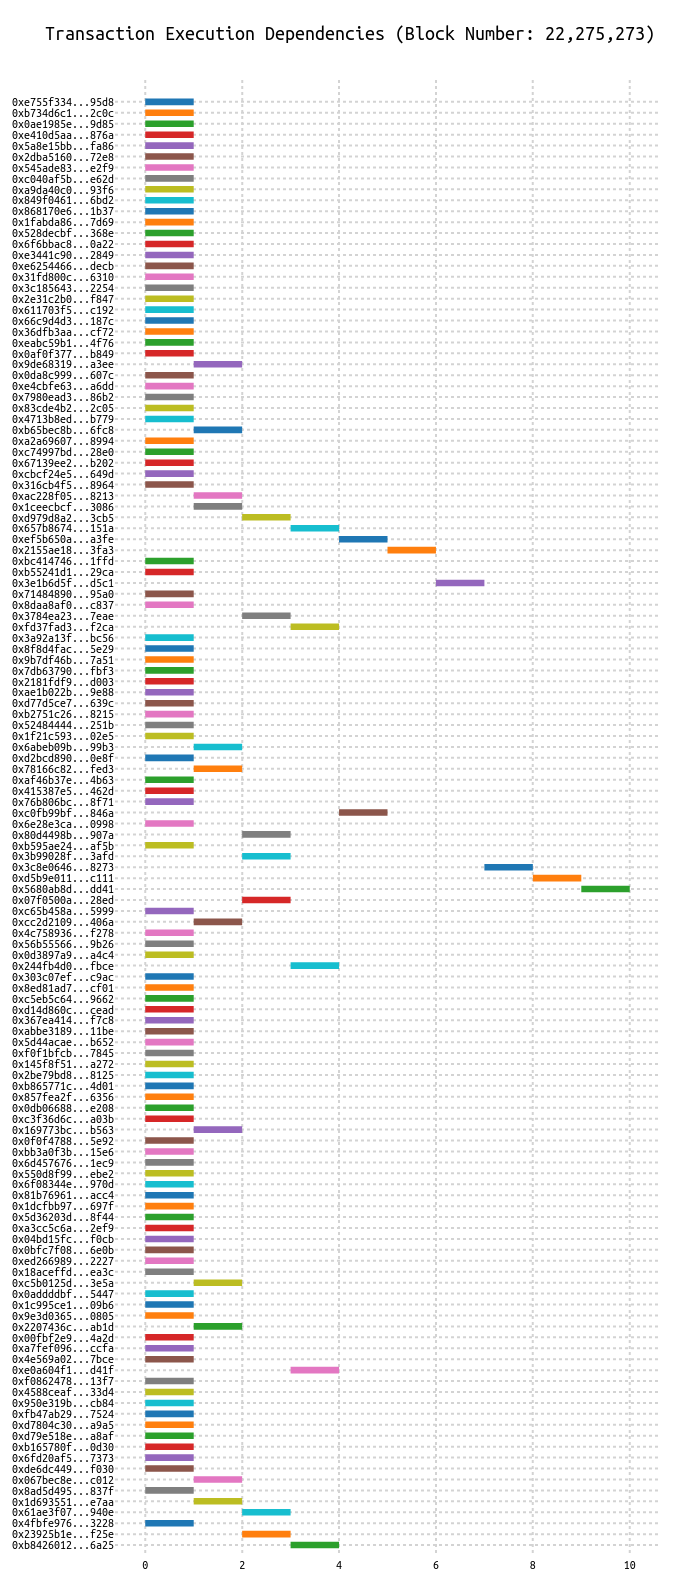 Transaction Execution Dependencies (Block Number: 22,275,273)
0xe755f334...95d8
0xb734d6c1...2c0c
0x0ae1985e...9d85
0xe410d5aa...876a
0x5a8e15bb...fa86
0x2dba5160...72e8
0x545ade83...e2f9
0xc040af5b...e62d
0xa9da40c0...93f6
0x849f0461...6bd2
0x868170e6...1b37
0x1fabda86...7d69
0x528decbf...368e
0x6f6bbac8...0a22
0xe3441c90...2849
0xe6254466...decb
0x31fd800c...6310
0x3c185643...2254
0x2e31c2b0...f847
0x611703f5...c192
0x66c9d4d3...187c
0x36dfb3aa...cf72
0xeabc59b1...4f76
0x0af0f377...b849
0x9de68319...a3ee
0x0da8c999...607c
0xe4cbfe63...a6dd
0x7980ead3...86b2
0x83cde4b2...2c05
0x4713b8ed...b779
0xb65bec8b...6fc8
0xa2a69607...8994
0xc74997bd...28e0
0x67139ee2...b202
0xcbcf24e5...649d
0x316cb4f5...8964
0xac228f05...8213
0x1ceecbcf...3086
0xd979d8a2...3cb5
0x657b8674...151a
0xef5b650a...a3fe
0x2155ae18...3fa3
0xbc414746...1ffd
0xb55241d1...29ca
0x3e1b6d5f...d5c1
0x71484890...95a0
0x8daa8af0...c837
0x3784ea23...7eae
0xfd37fad3...f2ca
0x3a92a13f...bc56
0x8f8d4fac...5e29
0x9b7df46b...7a51
0x7db63790...fbf3
0x2181fdf9...d003
0xae1b022b...9e88
0xd77d5ce7...639c
0xb2751c26...8215
0x52484444...251b
0x1f21c593...02e5
0x6abeb09b...99b3
0xd2bcd890...0e8f
0x78166c82...fed3
0xaf46b37e...4b63
0x415387e5...462d
0x76b806bc...8f71
0xc0fb99bf...846a
0x6e28e3ca...0998
0x80d4498b...907a
0xb595ae24...af5b
0x3b99028f...3afd
0x3c8e0646...8273
0xd5b9e011...c111
0x5680ab8d...dd41
0x07f0500a...28ed
0xc65b458a...5999
0xcc2d2109...406a
0x4c758936...f278
0x56b55566...9b26
0x0d3897a9...a4c4
0x244fb4d0...fbce
0x303c07ef...c9ac
0x8ed81ad7...cf01
0xc5eb5c64...9662
0xd14d860c...cead
0x367ea414...f7c8
0xabbe3189...11be
0x5d44acae...b652
0xf0f1bfcb...7845
0x145f8f51...a272
0x2be79bd8...8125
0xb865771c...4d01
0x857fea2f...6356
0x0db06688...e208
0xc3f36d6c...a03b
0x169773bc...b563
0x0f0f4788...5e92
0xbb3a0f3b...15e6
0x6d457676...1ec9
0x550d8f99...ebe2
0x6f08344e...970d
0x81b76961...acc4
0x1dcfbb97...697f
0x5d36203d...8f44
0xa3cc5c6a...2ef9
0x04bd15fc...f0cb
0x0bfc7f08...6e0b
0xed266989...2227
0x18aceffd...ea3c
0xc5b0125d...3e5a
0x0addddbf...5447
0x1c995ce1...09b6
0x9e3d0365...0805
0x2207436c...ab1d
0x00fbf2e9...4a2d
0xa7fef096...ccfa
0x4e569a02...7bce
0xe0a604f1...d41f
0xf0862478...13f7
0x4588ceaf...33d4
0x950e319b...cb84
0xfb47ab29...7524
0xd7804c30...a9a5
0xd79e518e...a8af
0xb165780f...0d30
0x6fd20af5...7373
0xde6dc449...f030
0x067bec8e...c012
0x8ad5d495...837f
0x1d693551...e7aa
0x61ae3f07...940e
0x4fbfe976...3228
0x23925b1e...f25e
0xb8426012...6a25
0 2 4 6 8 10